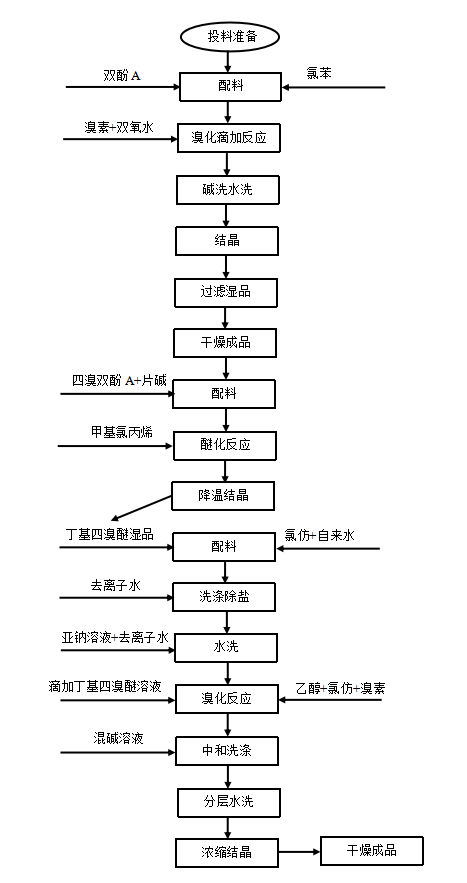 投料准备
双酚 A
配料
氯苯
溴素+双氧水
溴化滴加反应
碱洗水洗
结晶
过滤湿品
干燥成品
四溴双酚 A+片碱
配料
甲基氯丙烯
醚化反应
降温结晶
丁基四溴醚湿品
配料
氯仿+自来水
去离子水
洗涤除盐
亚钠溶液+去离子水
水洗
滴加丁基四溴醚溶液
溴化反应
乙醇+氯仿+溴素
混碱溶液
中和洗涤
分层水洗
浓缩结晶
干燥成品